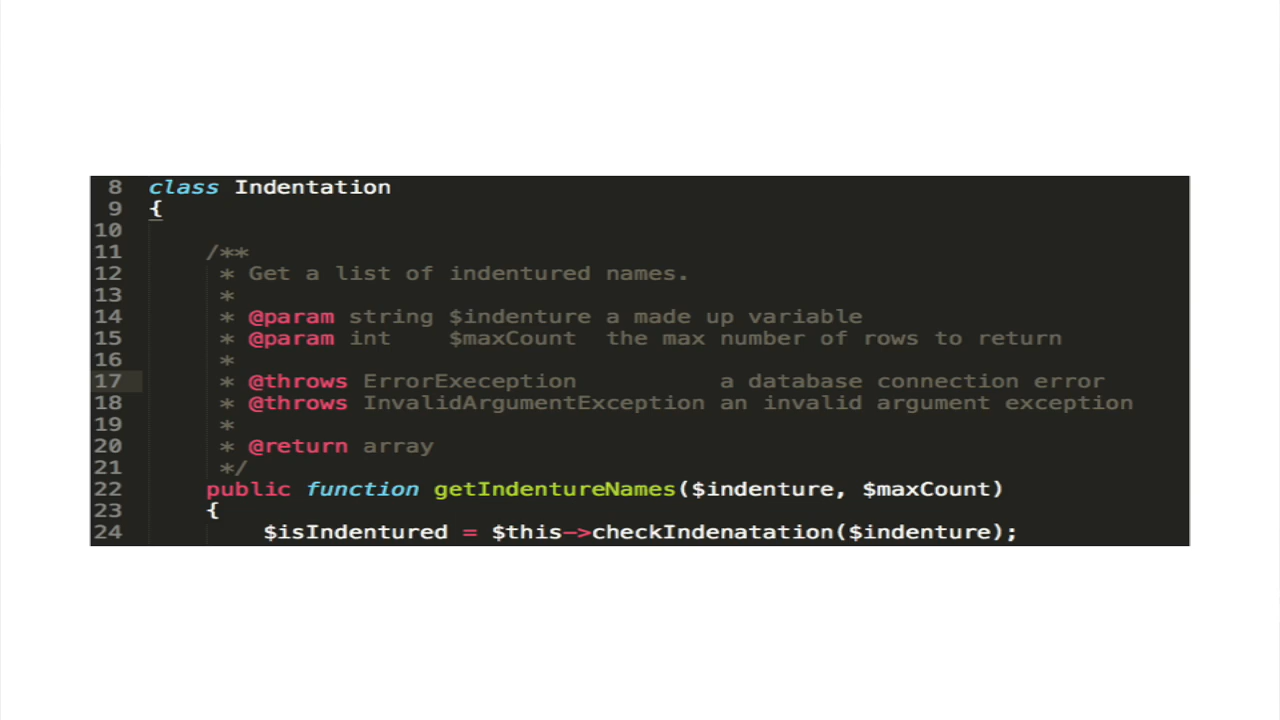 8 class Indentation
9 {
10
11 /**
12 * Get a list of indentured names.
13 *
14 * @param string $indenture a made up variable
15 * @param int $maxCount the max number of rows to return
16 *
17 * @throws ErrorExeception a database connection error
18 * @throws InvalidArgumentException an invalid argument exception
19 *
20 * @return array
21 */
22 public function getIndentureNames($indenture, $maxCount)
23 {
24 $isIndentured = $this->checkIndenatation($indenture);